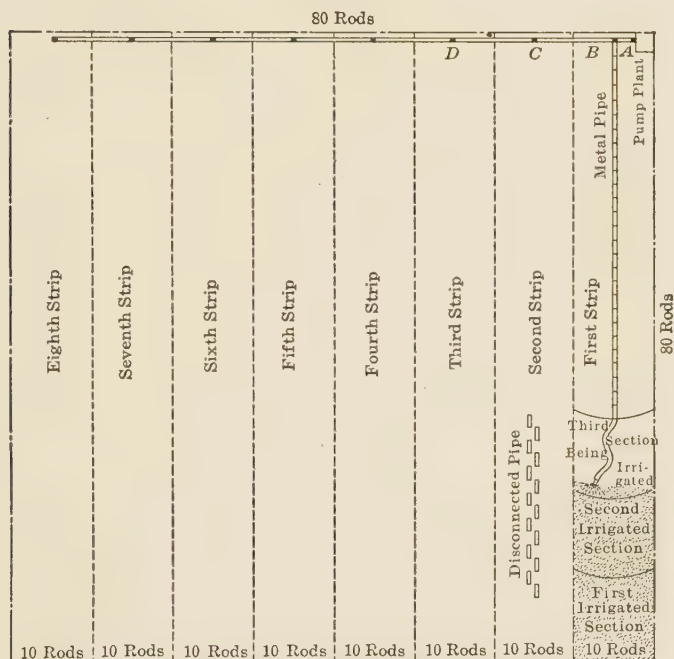 80 Rods
D
C
B
A
Pump Plant
Metal Pipe
80 Rods
Eighth Strip
Seventh Strip
Sixth Strip
Fifth Strip
Fourth Strip
Third Strip
Second Strip
First Strip
Disconnected Pipe
Third
Section
Being
Irri-
gated
Second
Irrigated
Section
First
Irrigated
Section
10 Rods
10 Rods
10 Rods
10 Rods
10 Rods
10 Rods
10 Rods
10 Rods